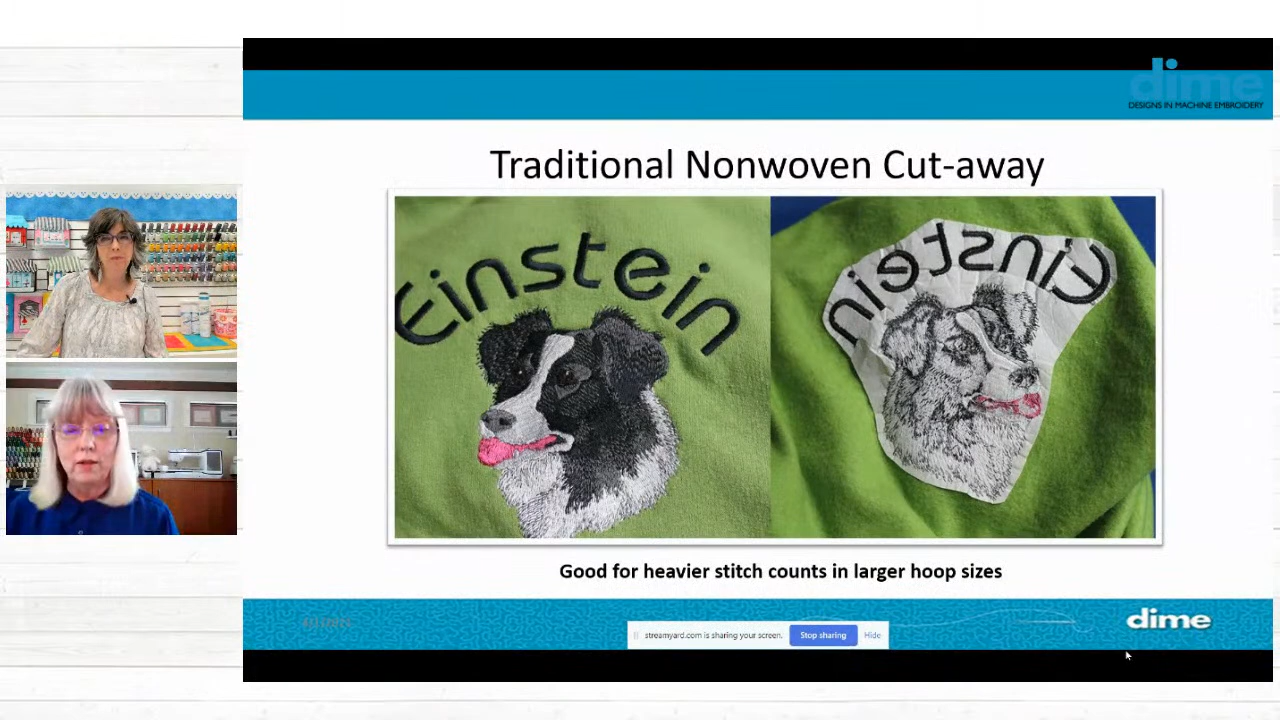 dime
DESIGNS IN MACHINE EMBROIDERY
Traditional Nonwoven Cut-away
Einstein
Einstein
Good for heavier stitch counts in larger hoop sizes
dime
streamyard.com is sharing your screen.
Stop sharing
Hide